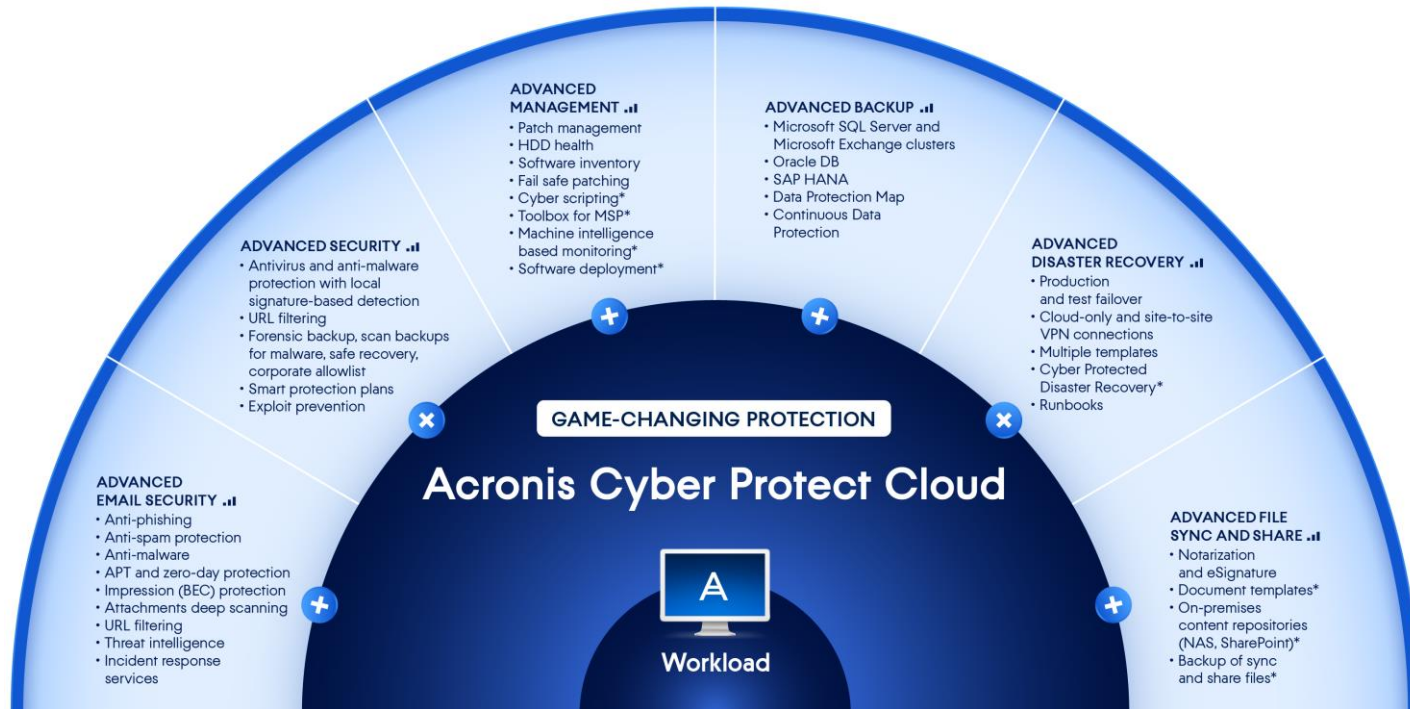 ADVANCED
EMAIL SECURITY
• Anti-phishing
• Anti-spam protection
• Anti-malware
• APT and zero-day protection
• Impression (BEC) protection
• Attachments deep scanning
• URL filtering
• Threat intelligence
• Incident response
services
ADVANCED SECURITY
• Antivirus and anti-malware
protection with local
signature-based detection
• URL filtering
• Forensic backup, scan backups
for malware, safe recovery,
corporate allowlist
• Smart protection plans
• Exploit prevention
ADVANCED
MANAGEMENT
• Patch management
• HDD health
• Software inventory
• Fail safe patching
• Cyber scripting*
• Toolbox for MSP*
• Machine intelligence
based monitoring*
• Software deployment*
ADVANCED BACKUP
• Microsoft SQL Server and
Microsoft Exchange clusters
• Oracle DB
• SAP HANA
• Data Protection Map
• Continuous Data
Protection
ADVANCED
DISASTER RECOVERY
• Production
and test failover
• Cloud-only and site-to-site
VPN connections
• Multiple templates
• Cyber Protected
Disaster Recovery*
• Runbooks
ADVANCED FILE
SYNC AND SHARE
• Notarization
and eSignature
• Document templates*
• On-premises
content repositories
(NAS, SharePoint)*
• Backup of sync
and share files*
GAME-CHANGING PROTECTION
Acronis Cyber Protect Cloud
Workload